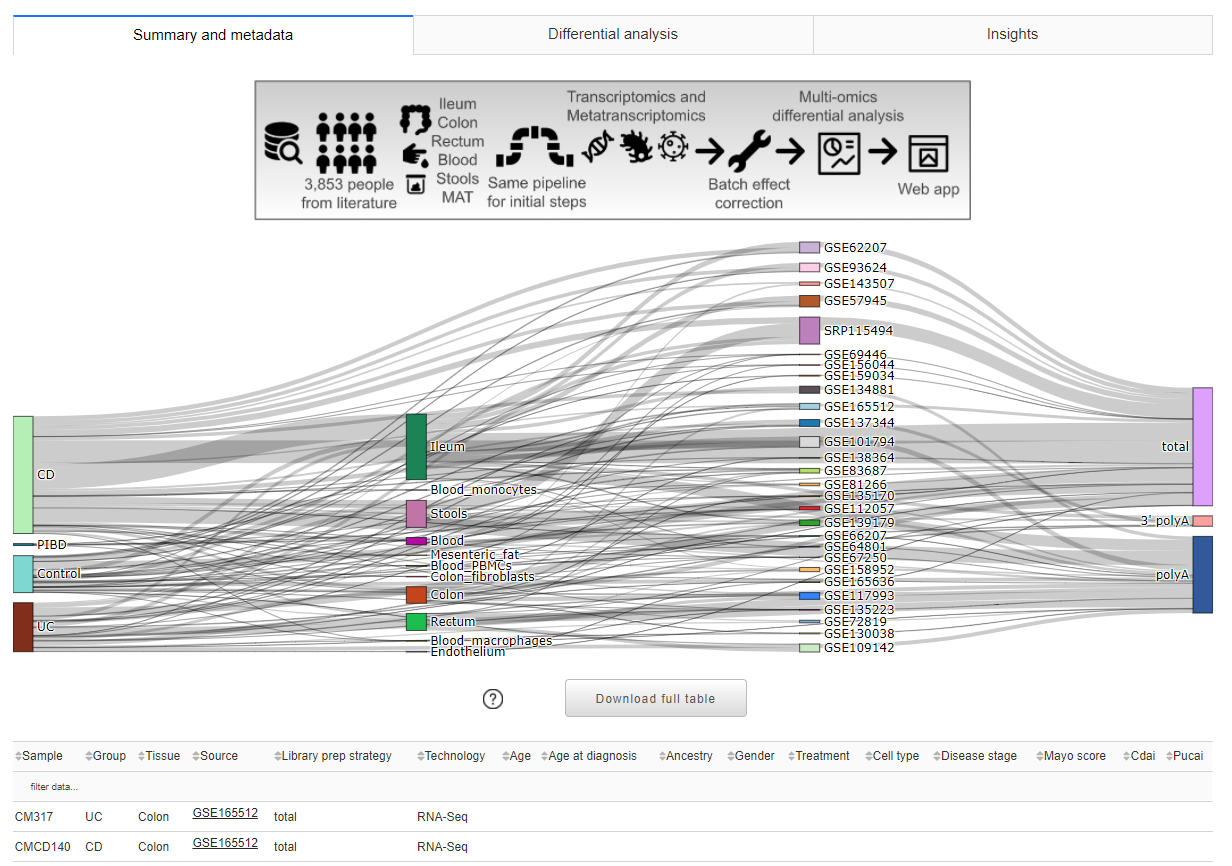 Summary and metadata
Differential analysis
Insights
Ileum
Colon
Rectum
Blood
Stools
MAT
3,853 people
from literature
Same pipeline
for initial steps
Transcriptomics and
Metatranscriptomics
Batch effect
correction
Multi-omics
differential analysis
Web app
CD
PIBD
Control
UC
Ileum
Blood_monocytes
Stools
Blood
Mesenteric_fat
Blood_PBMCs
Colon_fibroblasts
Colon
Rectum
Blood_macrophages
Endothelium
GSE62207
GSE93624
GSE143507
GSE57945
SRP115494
GSE69446
GSE156044
GSE159034
GSE134881
GSE165512
GSE137344
GSE101794
GSE138364
GSE83687
GSE81266
GSE135170
GSE112057
GSE139179
GSE66207
GSE64801
GSE67250
GSE158952
GSE165636
GSE117993
GSE135223
GSE72819
GSE130038
GSE109142
total
3' polyA
polyA
?
Download full table
Sample Group Tissue Source Library prep strategy Technology Age Age at diagnosis Ancestry Gender Treatment Cell type Disease stage Mayo score Cdai Pucai
filter data...
CM317 UC Colon GSE165512 total RNA-Seq
CMCD140 CD Colon GSE165512 total RNA-Seq